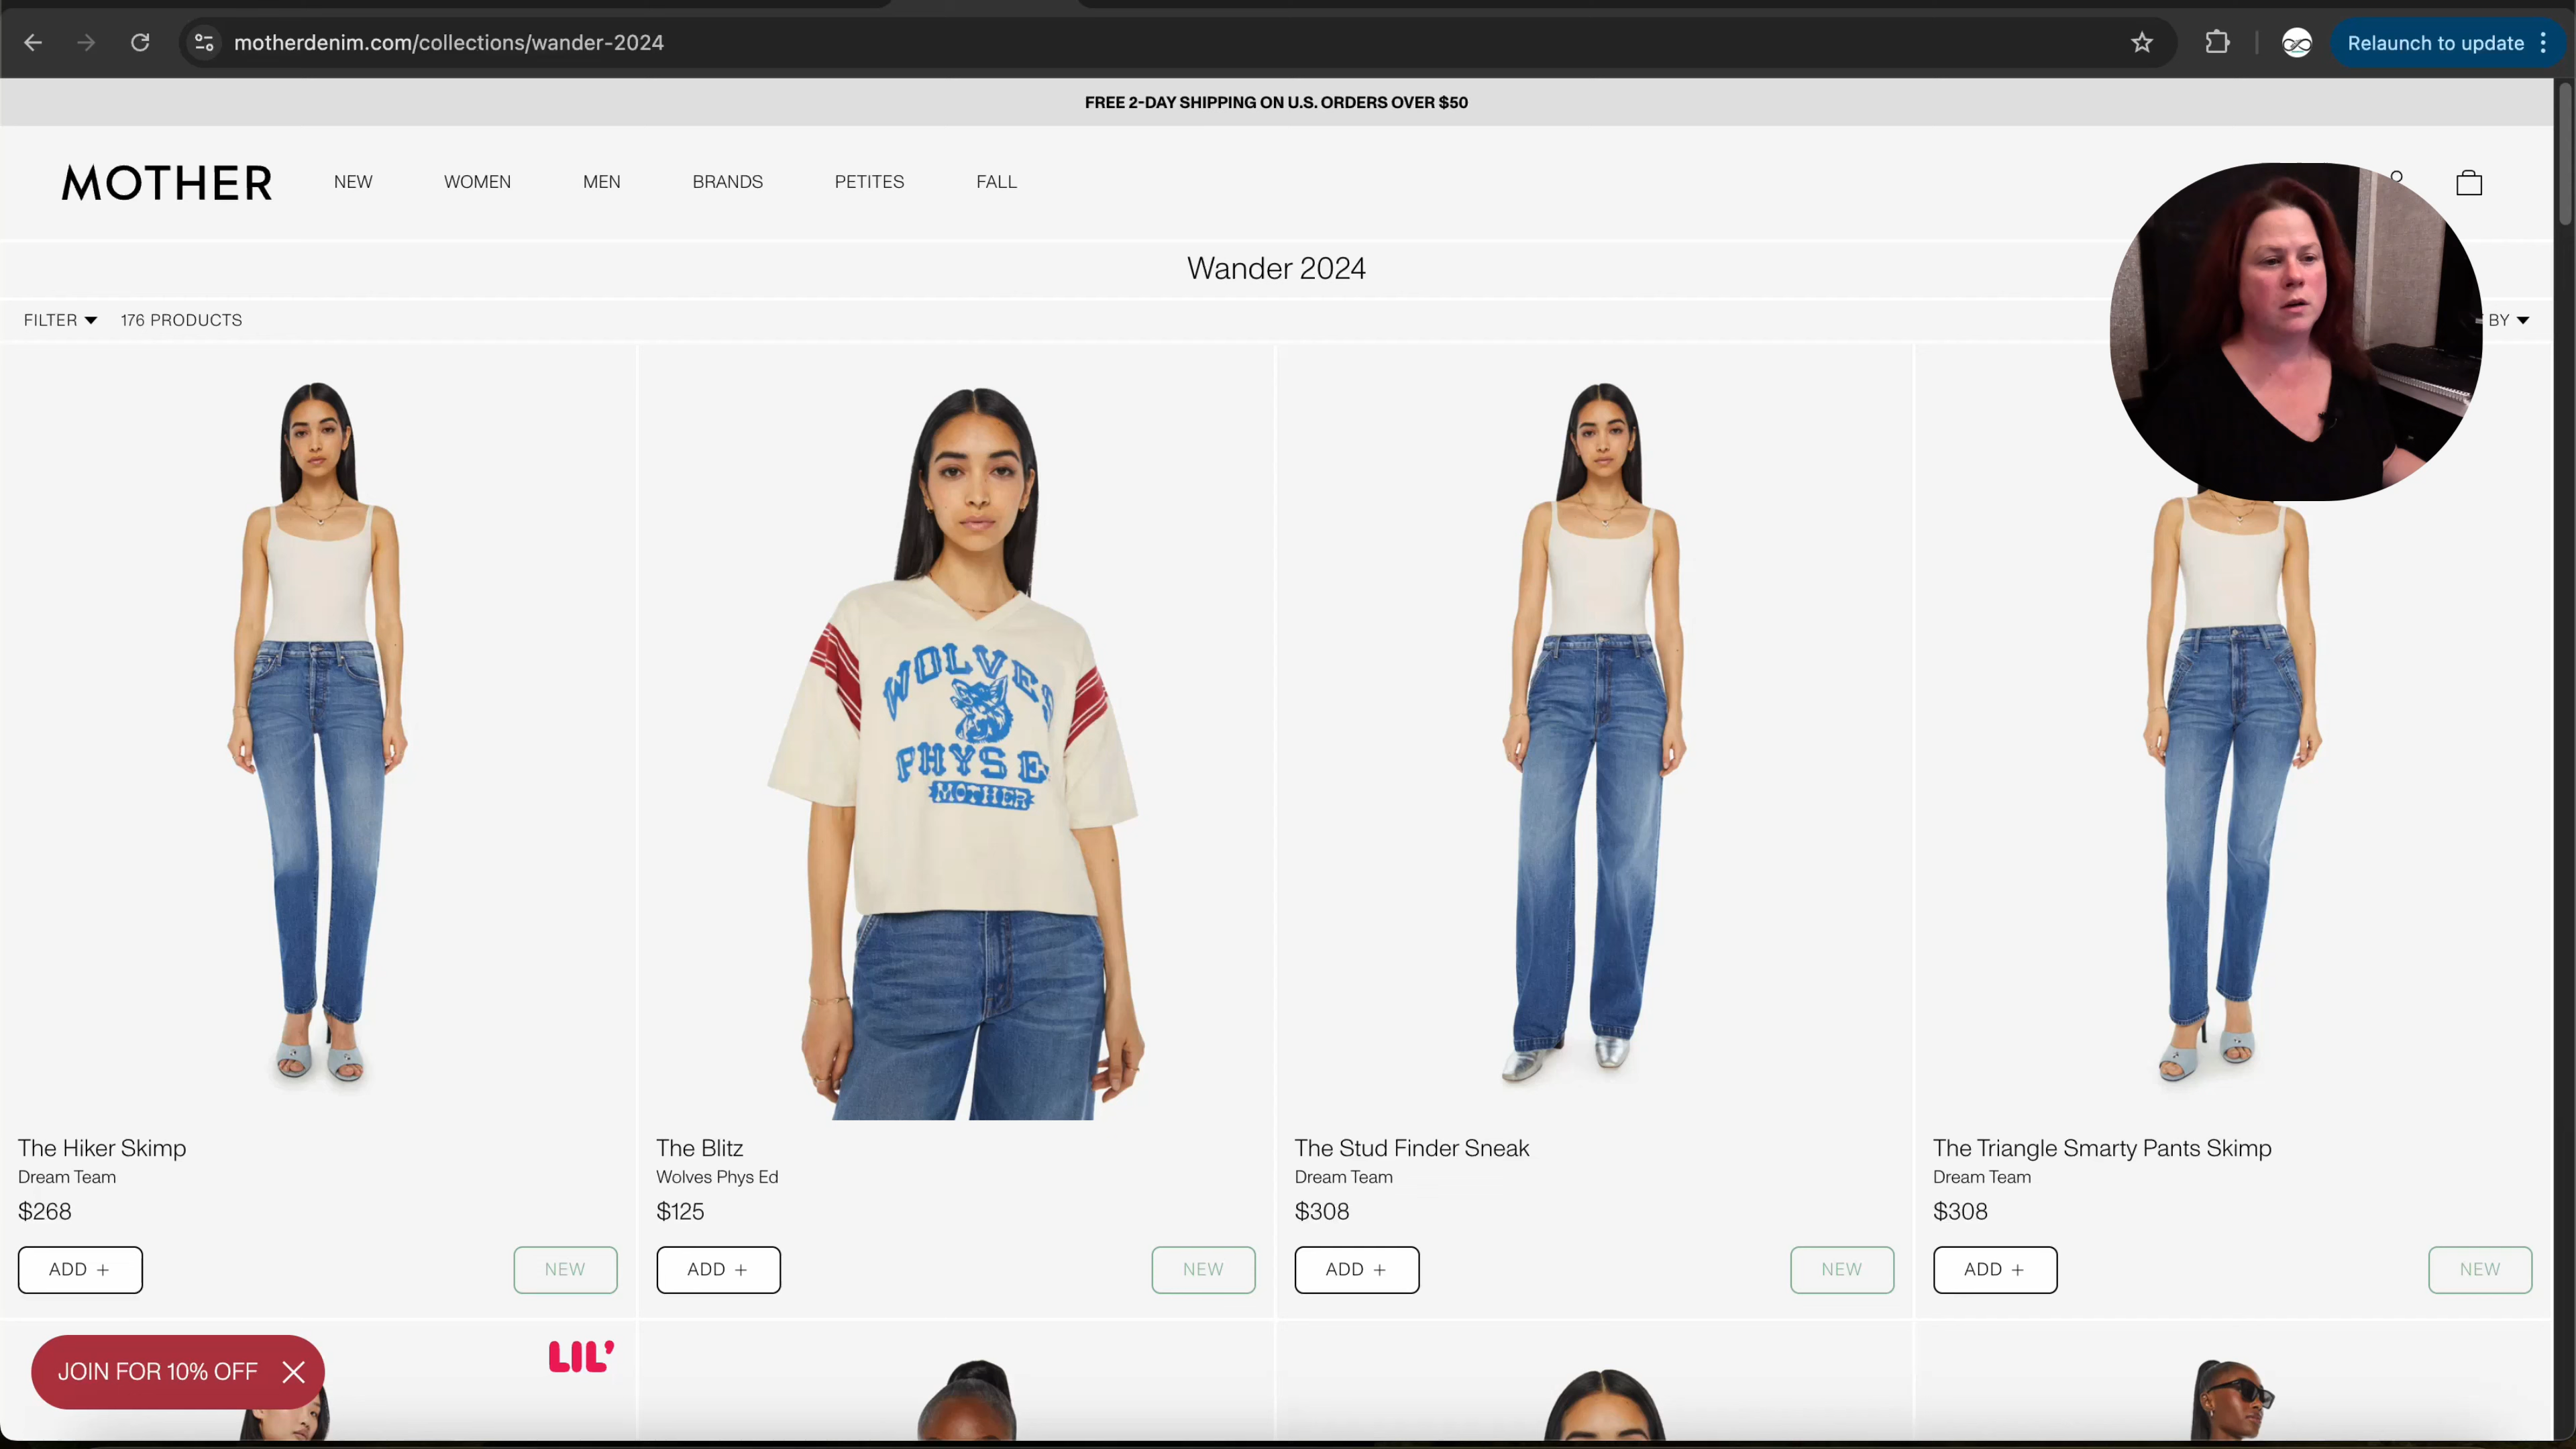 motherdenim.com/collections/wander-2024
Relaunch to update
FREE 2-DAY SHIPPING ON U.S. ORDERS OVER $50
MOTHER
NEW
WOMEN
MEN
BRANDS
PETITES
FALL
Wander 2024
FILTER
176 PRODUCTS
BY
WOLVES
PHYS E
MOTHER
The Hiker Skimp
Dream Team
$268
ADD +
NEW
The Blitz
Wolves Phys Ed
$125
ADD +
NEW
The Stud Finder Sneak
Dream Team
$308
ADD +
NEW
The Triangle Smarty Pants Skimp
Dream Team
$308
ADD +
NEW
JOIN FOR 10% OFF
LIL'